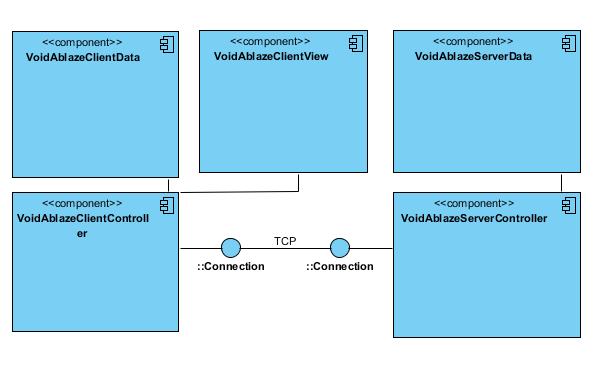 <<component>>
VoidAblazeClientData
<<component>>
VoidAblazeClientView
<<component>>
VoidAblazeServerData
<<component>>
VoidAblazeClientControll
er
<<component>>
VoidAblazeServerController
TCP
::Connection
::Connection